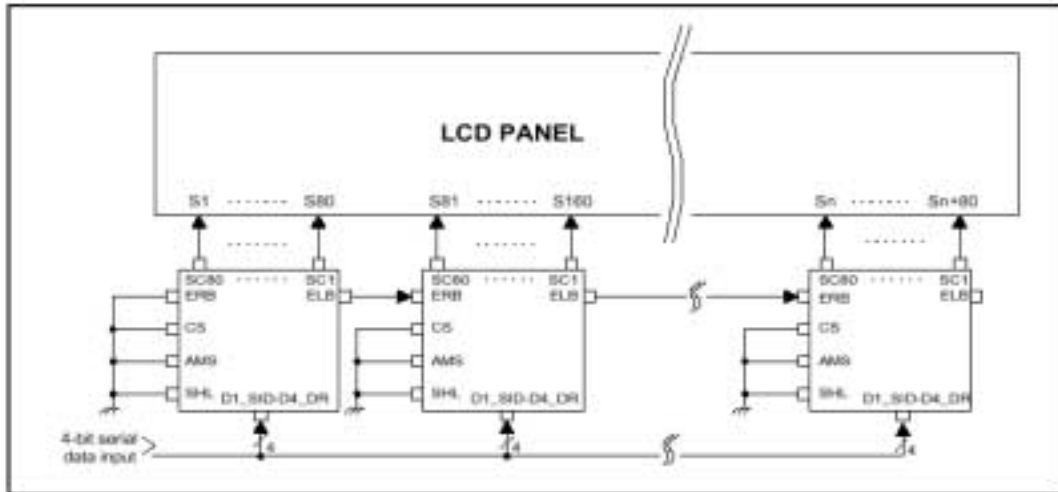 LCD PANEL
S1 ······· S80 S81 ······· S160 Sn ······· Sn+80
SC80 ······ SC1 SC80 ······ SC1 SC80 ······ SC1
ERB ELB ERB ELB ERB ELB
CS CS CS
AMS AMS AMS
SHL SHL SHL
D1_SID-D4_DR D1_SID-D4_DR D1_SID-D4_DR
4-bit serial
data input
4 4 4